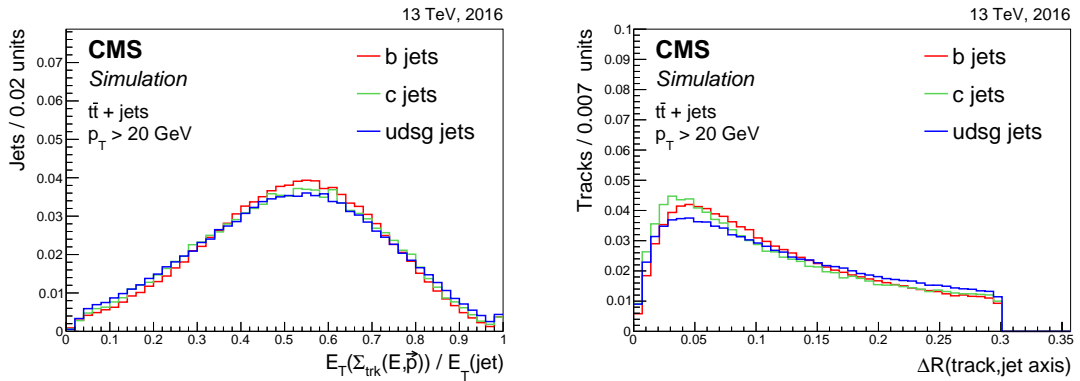 13 TeV, 2016
CMS
Simulation
tt̄ + jets
p_T > 20 GeV
b jets
c jets
udsg jets
Jets / 0.02 units
0.07
0.06
0.05
0.04
0.03
0.02
0.01
0
0 0.1 0.2 0.3 0.4 0.5 0.6 0.7 0.8 0.9 1
E_T(Σ_trk(E,p⃗)) / E_T(jet)
13 TeV, 2016
CMS
Simulation
tt̄ + jets
p_T > 20 GeV
b jets
c jets
udsg jets
Tracks / 0.007 units
0.1
0.09
0.08
0.07
0.06
0.05
0.04
0.03
0.02
0.01
0
0 0.05 0.1 0.15 0.2 0.25 0.3 0.35
ΔR(track,jet axis)